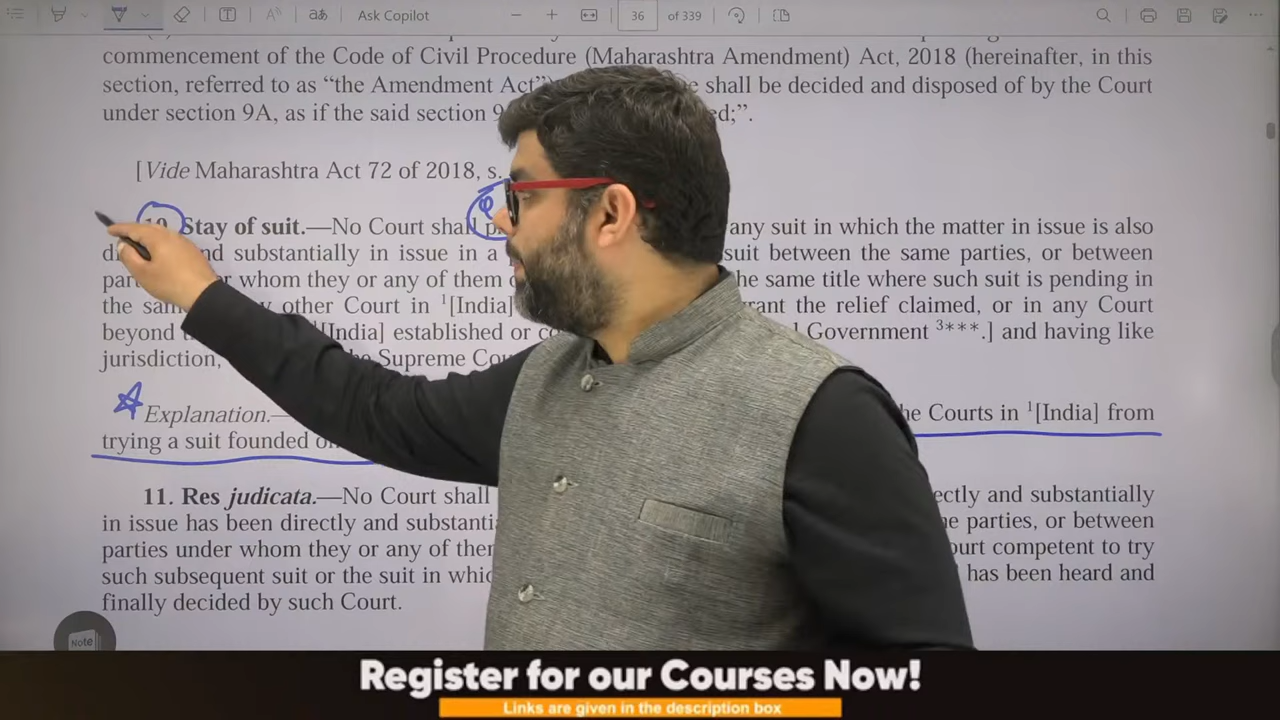 Ask Copilot 36 of 339
commencement of the Code of Civil Procedure (Maharashtra Amendment) Act, 2018 (hereinafter, in this
section, referred to as “the Amendment Act”) shall be decided and disposed of by the Court
under section 9A, as if the said section
[Vide Maharashtra Act 72 of 2018, s.
10. Stay of suit.—No Court shall any suit in which the matter in issue is also
and substantially in issue in a suit between the same parties, or between
whom they or any of them the same title where such suit is pending in
the other Court in 1[India] the relief claimed, or in any Court
beyond [India] established or Government 3***.] and having like
jurisdiction, the Supreme
Explanation.— the Courts in 1[India] from
trying a suit founded
11. Res judicata.—No Court shall substantially
in issue has been directly and parties, or between
parties under whom they or any of competent to try
such subsequent suit or the suit in has been heard and
finally decided by such Court.
Note
Register for our Courses Now!
Links are given in the description box